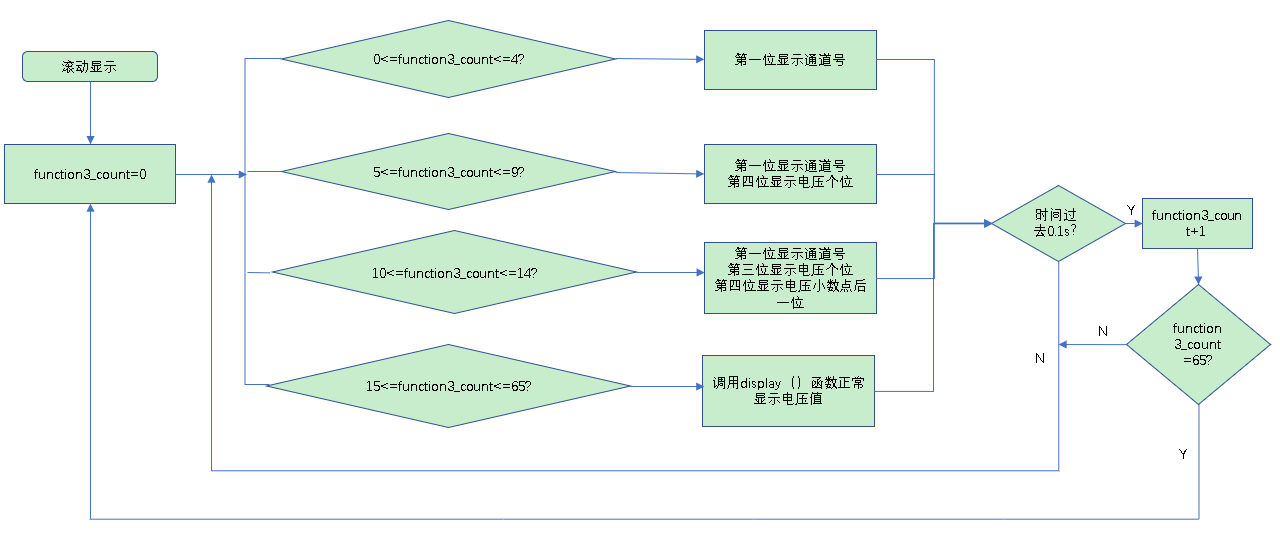 滚动显示
function3_count=0
0<=function3_count<=4?
第一位显示通道号
5<=function3_count<=9?
第一位显示通道号
第四位显示电压个位
10<=function3_count<=14?
第一位显示通道号
第三位显示电压个位
第四位显示电压小数点后
一位
15<=function3_count<=65?
调用display（）函数正常
显示电压值
时间过
去0.1s?
Y
function3_coun
t+1
N
function
3_count
=65?
N
Y